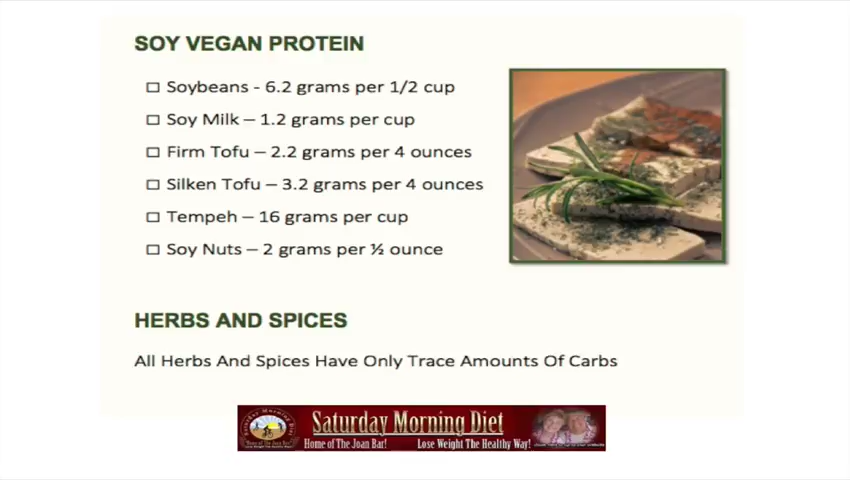 SOY VEGAN PROTEIN
☐ Soybeans - 6.2 grams per 1/2 cup
☐ Soy Milk – 1.2 grams per cup
☐ Firm Tofu – 2.2 grams per 4 ounces
☐ Silken Tofu – 3.2 grams per 4 ounces
☐ Tempeh – 16 grams per cup
☐ Soy Nuts – 2 grams per ½ ounce
HERBS AND SPICES
All Herbs And Spices Have Only Trace Amounts Of Carbs
Saturday Morning Diet
Home of The Joan Bar! Lose Weight The Healthy Way!